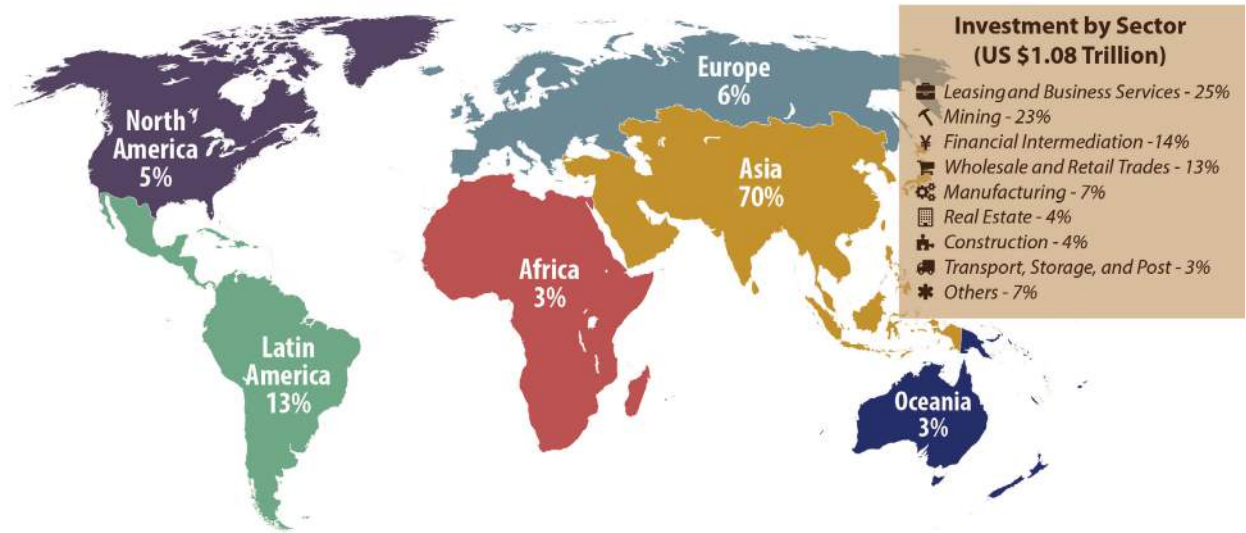 Investment by Sector
(US $1.08 Trillion)
Leasing and Business Services - 25%
Mining - 23%
¥ Financial Intermediation - 14%
Wholesale and Retail Trades - 13%
Manufacturing - 7%
Real Estate - 4%
Construction - 4%
Transport, Storage, and Post - 3%
Others - 7%
North
America
5%
Europe
6%
Asia
70%
Africa
3%
Latin
America
13%
Oceania
3%